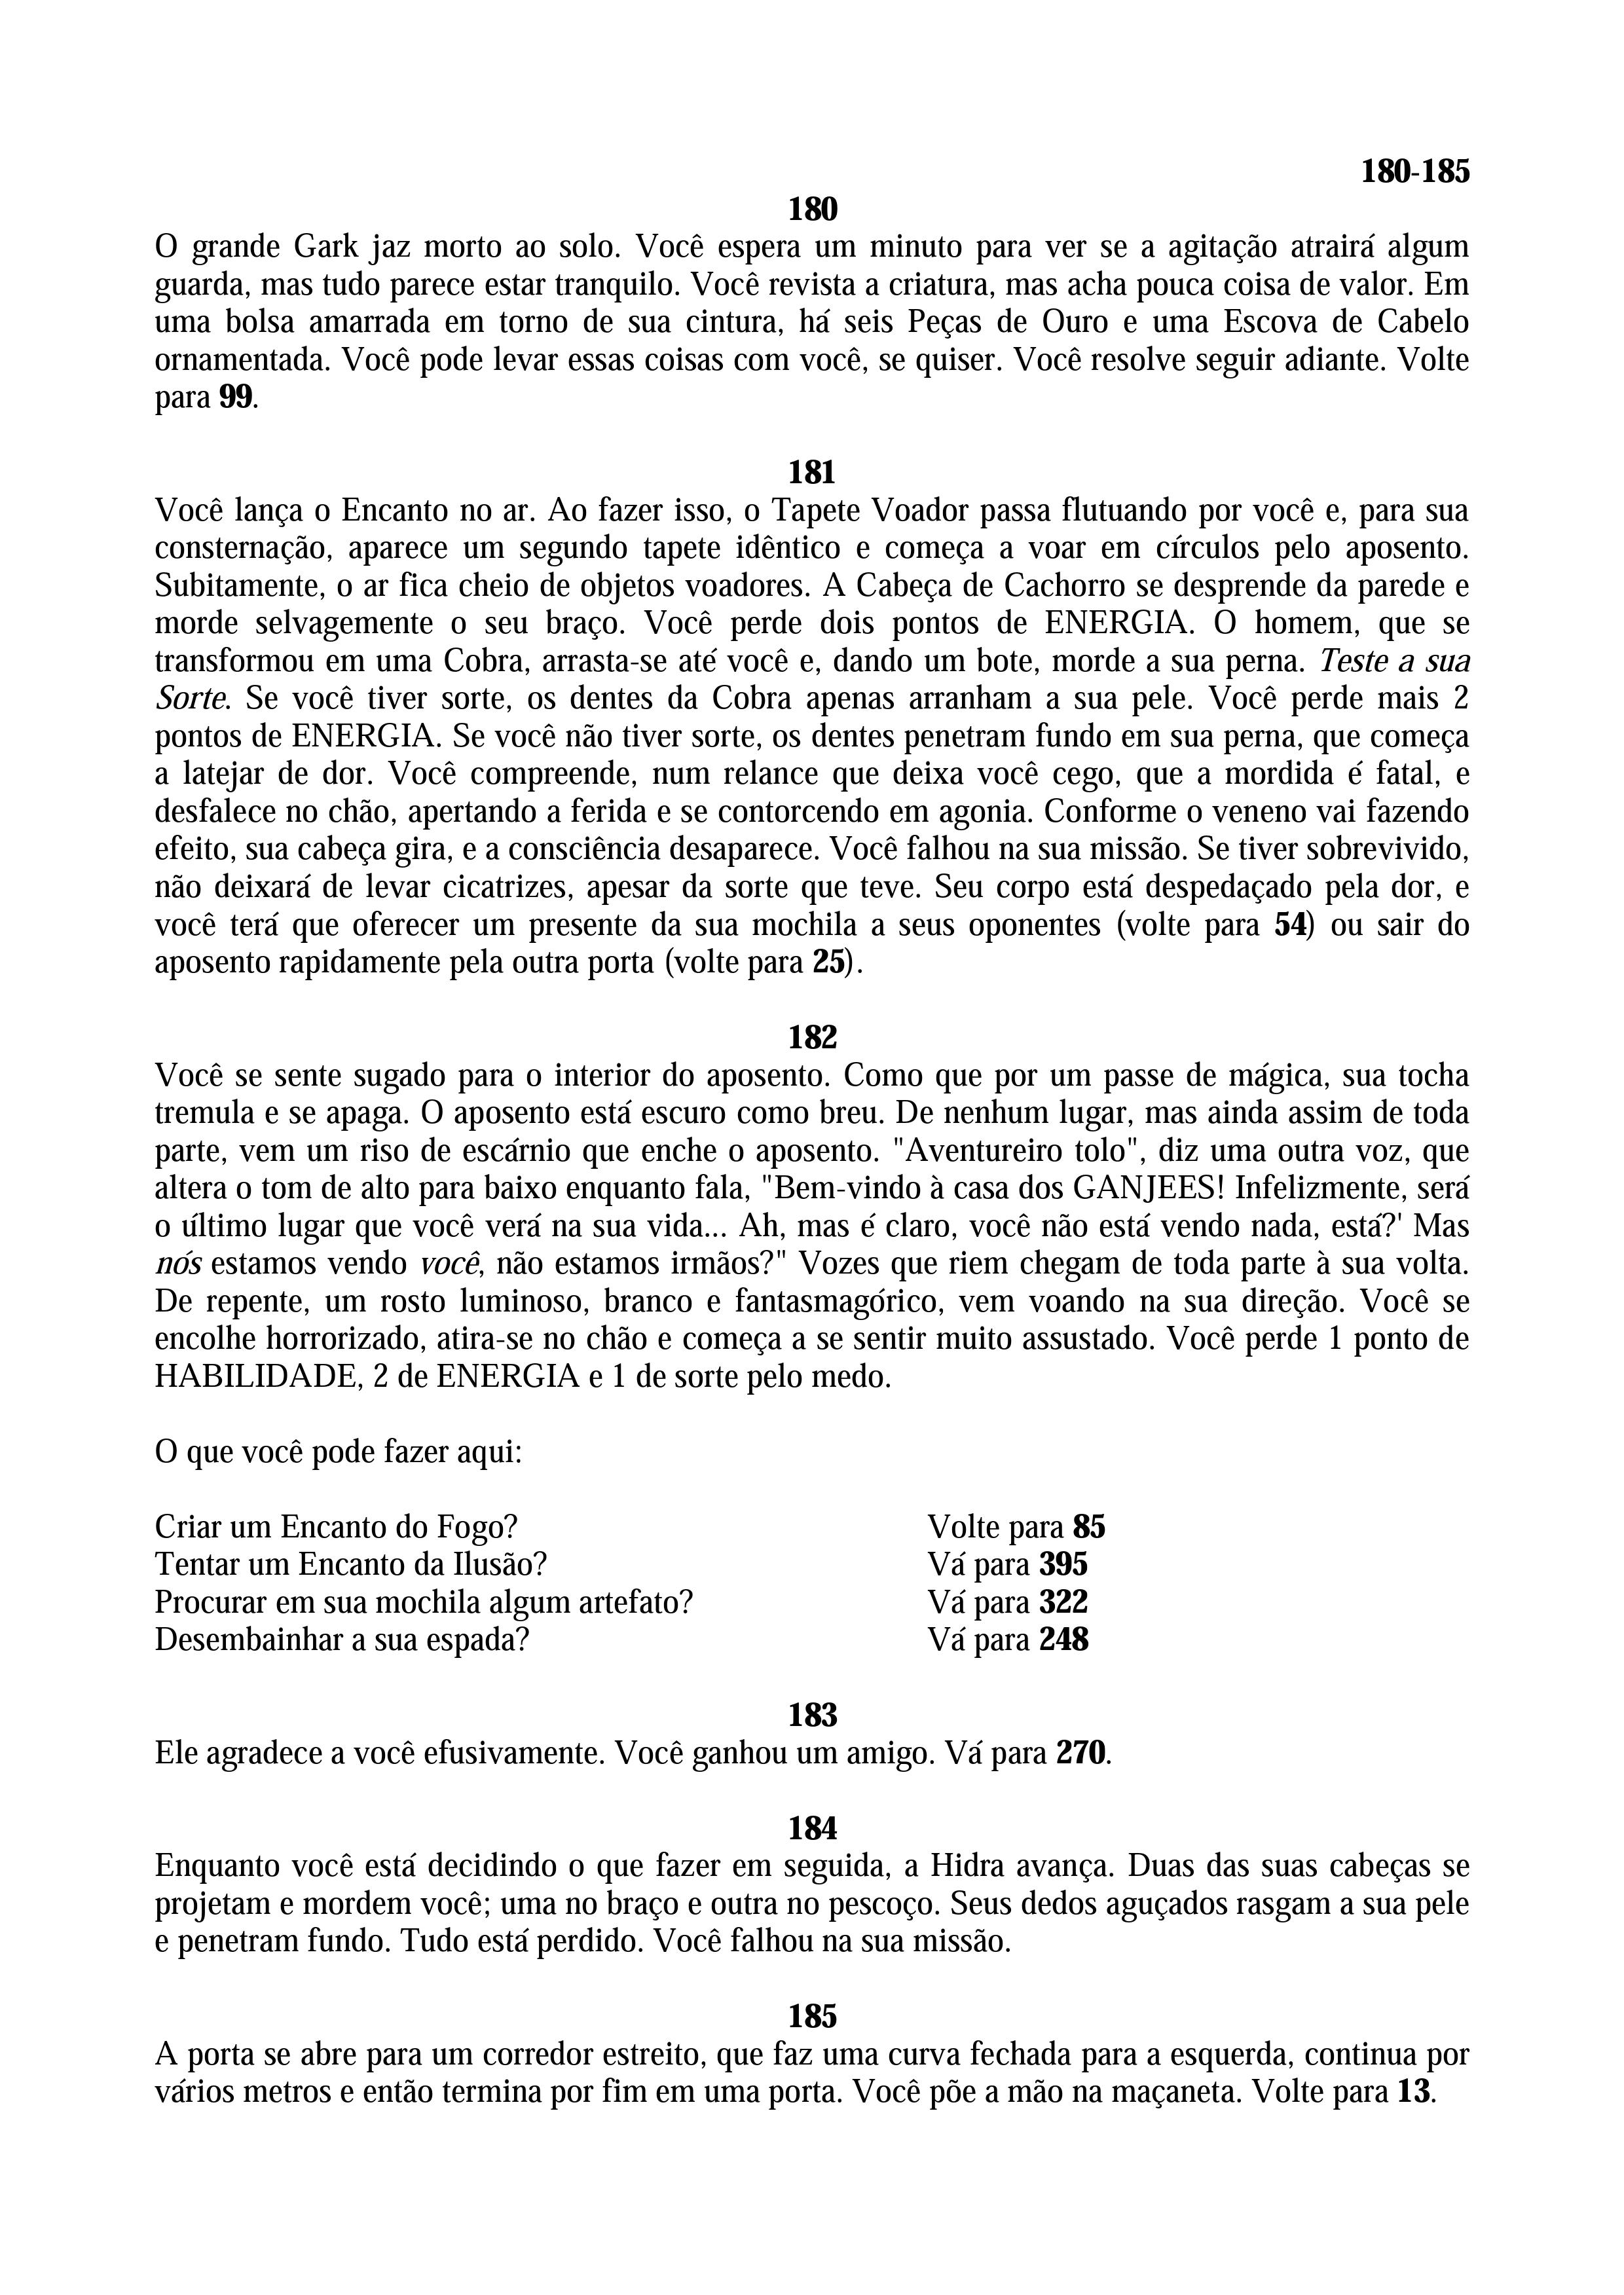 180-185
180
O grande Gark jaz morto ao solo. Você espera um minuto para ver se a agitação atrairá algum
guarda, mas tudo parece estar tranquilo. Você revista a criatura, mas acha pouca coisa de valor. Em
uma bolsa amarrada em torno de sua cintura, há seis Peças de Ouro e uma Escova de Cabelo
ornamentada. Você pode levar essas coisas com você, se quiser. Você resolve seguir adiante. Volte
para 99.
181
Você lança o Encanto no ar. Ao fazer isso, o Tapete Voador passa flutuando por você e, para sua
consternação, aparece um segundo tapete idêntico e começa a voar em círculos pelo aposento.
Subitamente, o ar fica cheio de objetos voadores. A Cabeça de Cachorro se desprende da parede e
morde selvagemente o seu braço. Você perde dois pontos de ENERGIA. O homem, que se
transformou em uma Cobra, arrasta-se até você e, dando um bote, morde a sua perna. Teste a sua
Sorte. Se você tiver sorte, os dentes da Cobra apenas arranham a sua pele. Você perde mais 2
pontos de ENERGIA. Se você não tiver sorte, os dentes penetram fundo em sua perna, que começa
a latejar de dor. Você compreende, num relance que deixa você cego, que a mordida é fatal, e
desfalece no chão, apertando a ferida e se contorcendo em agonia. Conforme o veneno vai fazendo
efeito, sua cabeça gira, e a consciência desaparece. Você falhou na sua missão. Se tiver sobrevivido,
não deixará de levar cicatrizes, apesar da sorte que teve. Seu corpo está despedaçado pela dor, e
você terá que oferecer um presente da sua mochila a seus oponentes (volte para 54) ou sair do
aposento rapidamente pela outra porta (volte para 25).
182
Você se sente sugado para o interior do aposento. Como que por um passe de mágica, sua tocha
tremula e se apaga. O aposento está escuro como breu. De nenhum lugar, mas ainda assim de toda
parte, vem um riso de escárnio que enche o aposento. "Aventureiro tolo", diz uma outra voz, que
altera o tom de alto para baixo enquanto fala, "Bem-vindo à casa dos GANJEES! Infelizmente, será
o último lugar que você verá na sua vida... Ah, mas é claro, você não está vendo nada, está?' Mas
nós estamos vendo você, não estamos irmãos?" Vozes que riem chegam de toda parte à sua volta.
De repente, um rosto luminoso, branco e fantasmagórico, vem voando na sua direção. Você se
encolhe horrorizado, atira-se no chão e começa a se sentir muito assustado. Você perde 1 ponto de
HABILIDADE, 2 de ENERGIA e 1 de sorte pelo medo.
O que você pode fazer aqui:
Criar um Encanto do Fogo? Volte para 85
Tentar um Encanto da Ilusão? Vá para 395
Procurar em sua mochila algum artefato? Vá para 322
Desembainhar a sua espada? Vá para 248
183
Ele agradece a você efusivamente. Você ganhou um amigo. Vá para 270.
184
Enquanto você está decidindo o que fazer em seguida, a Hidra avança. Duas das suas cabeças se
projetam e mordem você; uma no braço e outra no pescoço. Seus dedos aguçados rasgam a sua pele
e penetram fundo. Tudo está perdido. Você falhou na sua missão.
185
A porta se abre para um corredor estreito, que faz uma curva fechada para a esquerda, continua por
vários metros e então termina por fim em uma porta. Você põe a mão na maçaneta. Volte para 13.